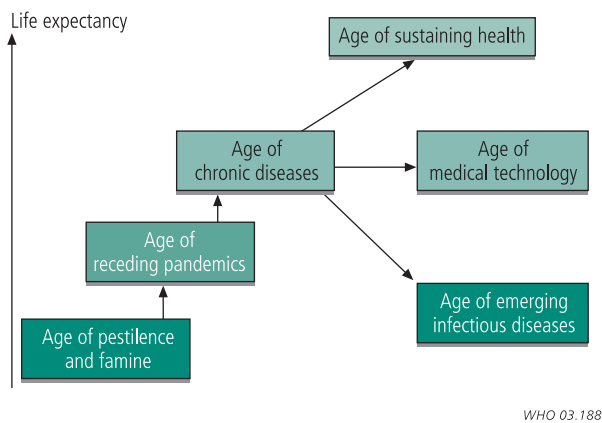 Life expectancy
Age of sustaining health
Age of
chronic diseases
Age of
medical technology
Age of
receding pandemics
Age of emerging
infectious diseases
Age of pestilence
and famine
WHO 03.188